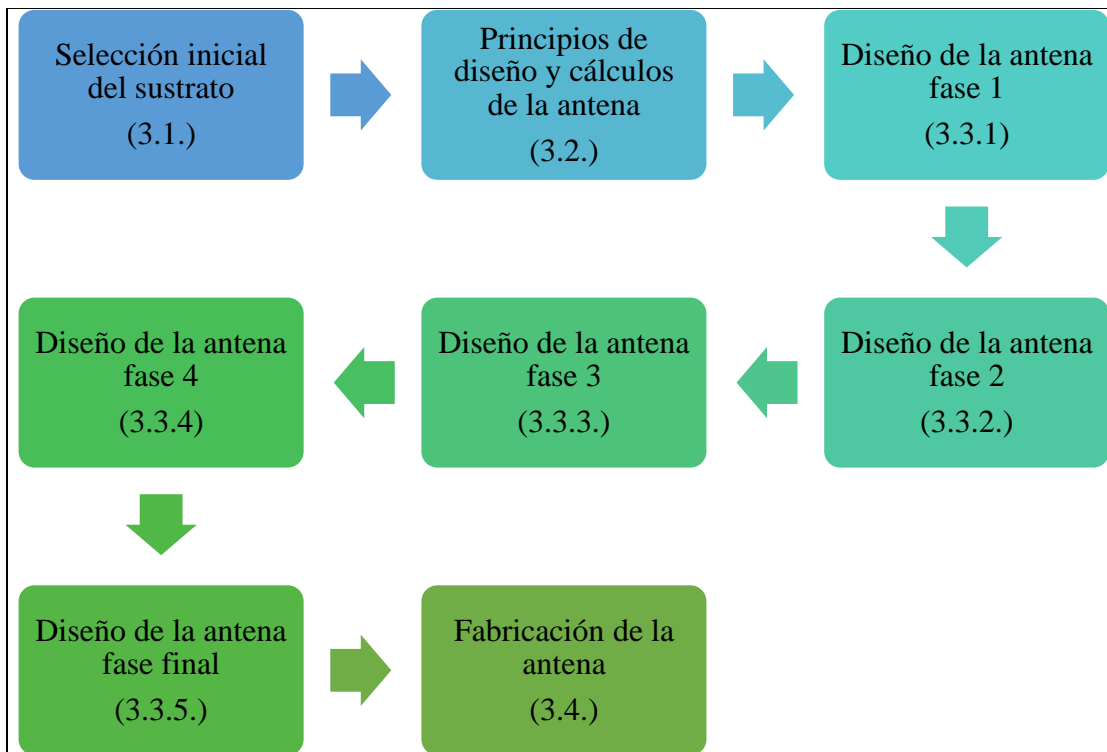 Selección inicial
del sustrato
(3.1.)
Principios de
diseño y cálculos
de la antena
(3.2.)
Diseño de la antena
fase 1
(3.3.1)
Diseño de la antena
fase 2
(3.3.2.)
Diseño de la antena
fase 3
(3.3.3.)
Diseño de la antena
fase 4
(3.3.4)
Diseño de la antena
fase final
(3.3.5.)
Fabricación de la
antena
(3.4.)